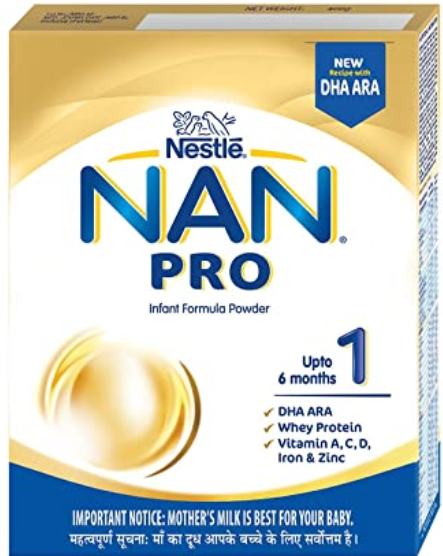 NET WEIGHT: 400g
NEW
Recipe with
DHA ARA
Nestlé
NAN
PRO
Infant Formula Powder
Upto
6 months
1
✓ DHA ARA
✓ Whey Protein
✓ Vitamin A, C, D,
Iron & Zinc
IMPORTANT NOTICE: MOTHER'S MILK IS BEST FOR YOUR BABY.
महत्वपूर्ण सूचना: माँ का दूध आपके बच्चे के लिए सर्वोत्तम है।